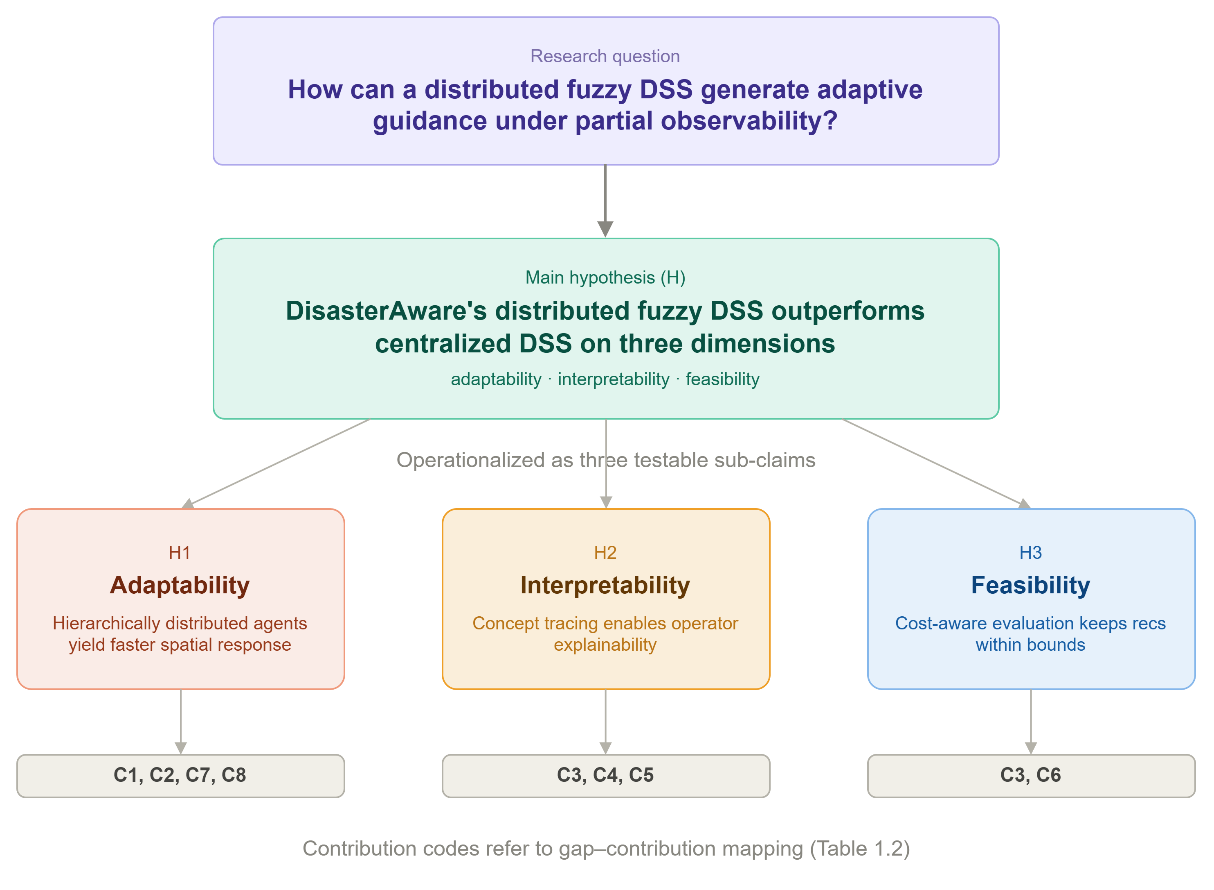 Research question
How can a distributed fuzzy DSS generate adaptive
guidance under partial observability?
Main hypothesis (H)
DisasterAware's distributed fuzzy DSS outperforms
centralized DSS on three dimensions
adaptability · interpretability · feasibility
Operationalized as three testable sub-claims
H1
Adaptability
Hierarchically distributed agents
yield faster spatial response
H2
Interpretability
Concept tracing enables operator
explainability
H3
Feasibility
Cost-aware evaluation keeps recs
within bounds
C1, C2, C7, C8
C3, C4, C5
C3, C6
Contribution codes refer to gap–contribution mapping (Table 1.2)